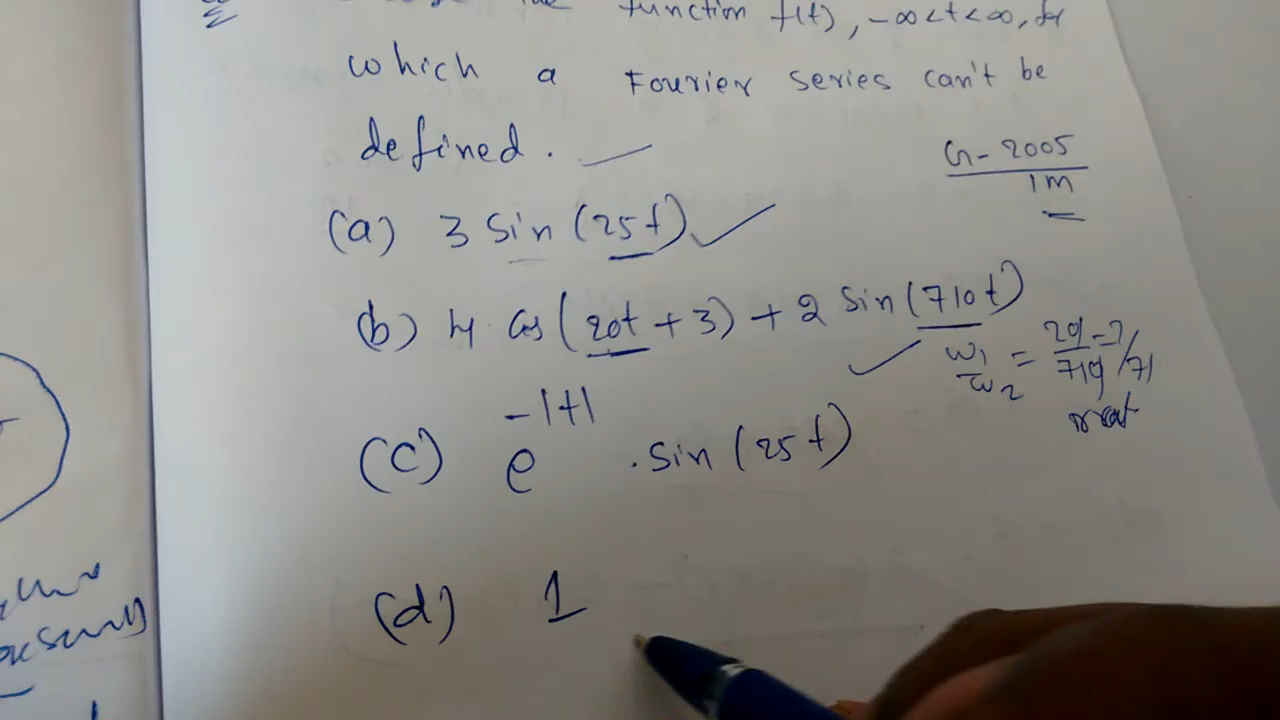 the function f(t), -∞<t<∞, for
which a Fourier series can't be
defined.
G-2005
1m
(a) 3 Sin (25t)
(b) 4 Cos (20t + 3) + 2 Sin (710t)
ω1/ω2 = 20/710 2/71
(c) e^-|t| . Sin (25t)
(d) 1